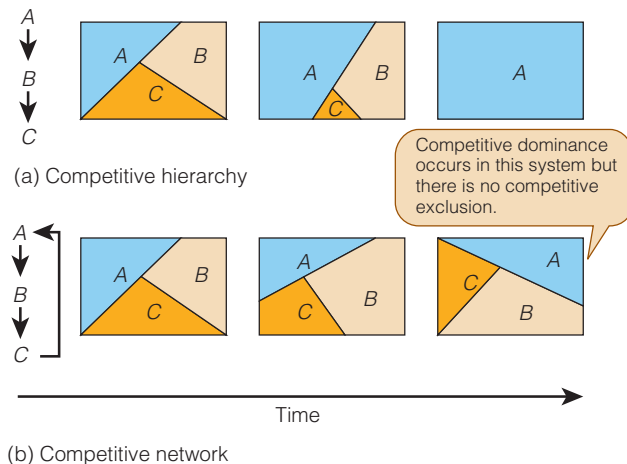 A
B
C
A
B
C
A
B
C
A
(a) Competitive hierarchy
Competitive dominance
occurs in this system but
there is no competitive
exclusion.
A
B
C
A
B
C
A
B
C
A
C
B
Time
(b) Competitive network